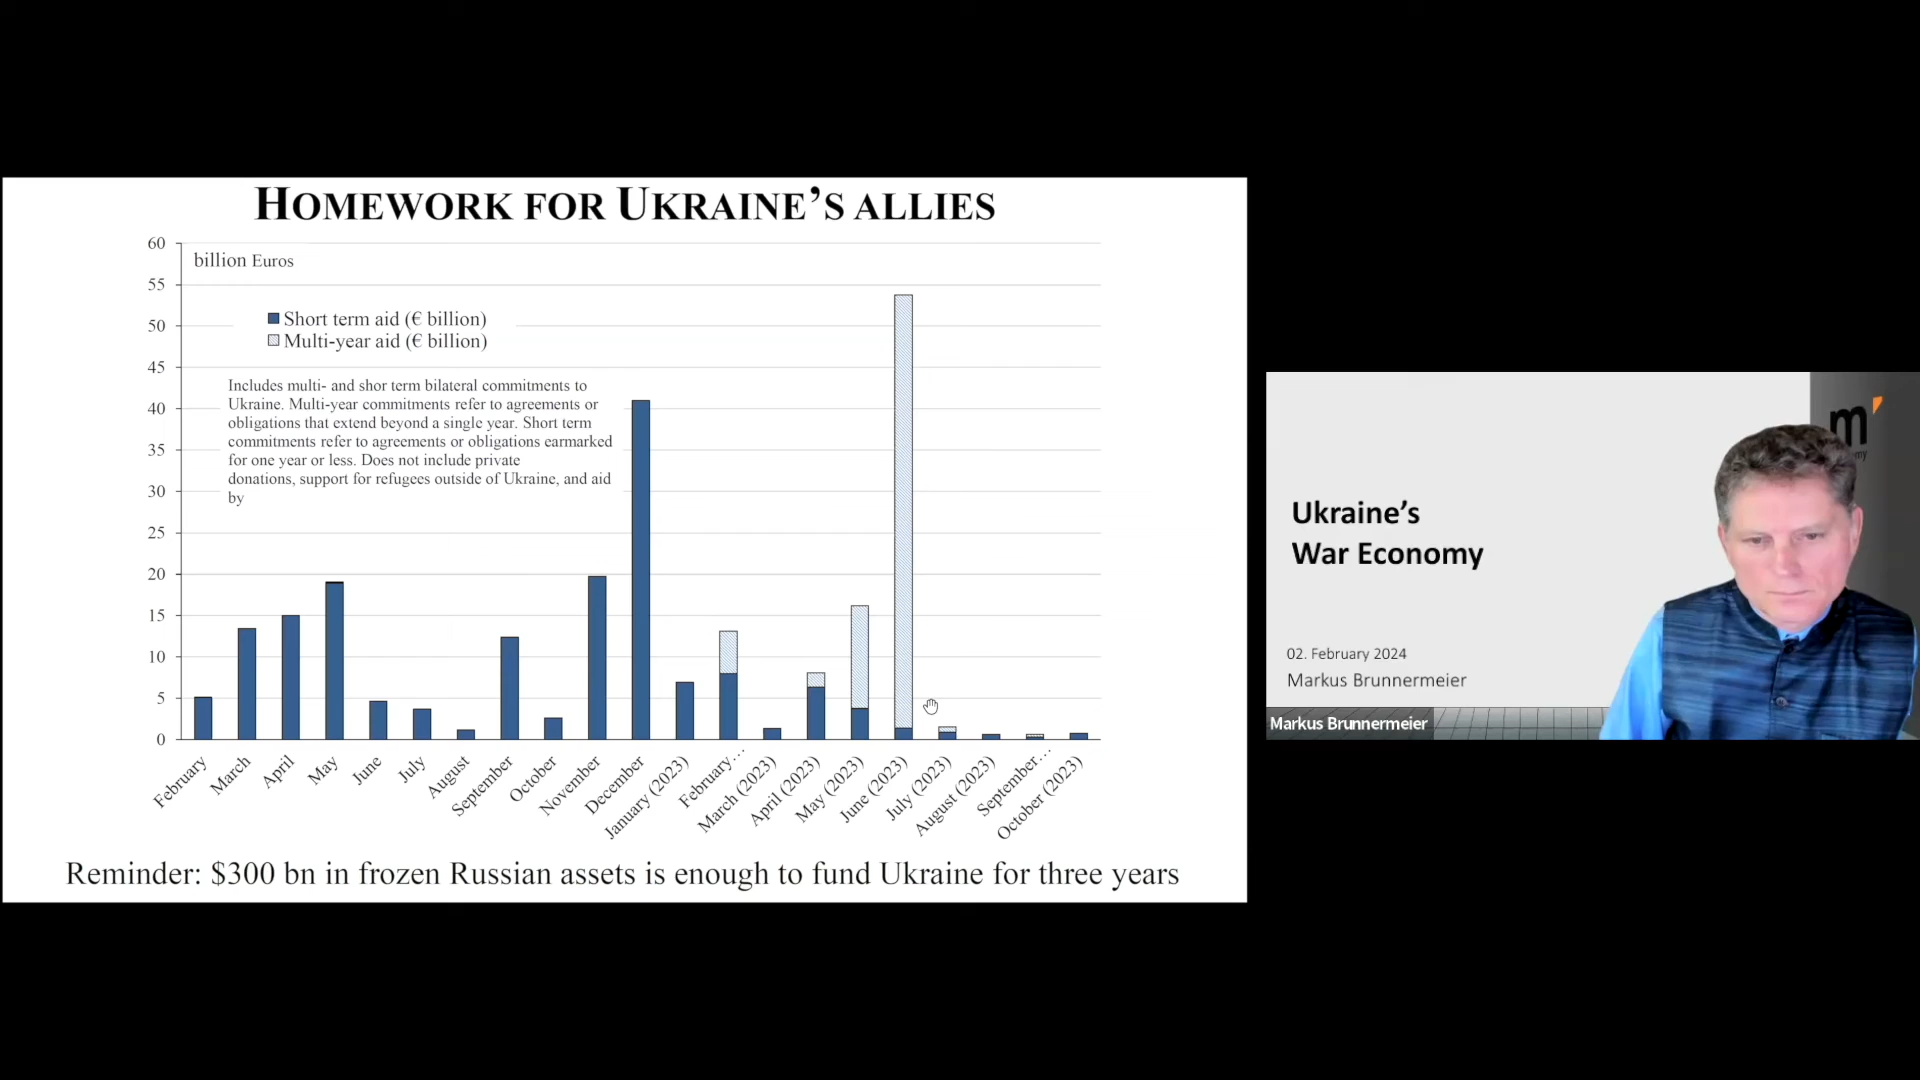 HOMEWORK FOR UKRAINE'S ALLIES
60
55
50
45
40
35
30
25
20
15
10
5
0
billion Euros
Short term aid (€ billion)
Multi-year aid (€ billion)
Includes multi- and shor term bilateral commitments to
Ukraine. Multi-year commitments refer to agreements or
obligations that extend beyond a single year. Short term
commitments refer to agreements or obligations earmarked
for one year or less. Does not include private
donations, support for refugees outside of Ukraine, and aid
by
February
March
April
May
June
July
August
September
October
November
December
January (2023)
February…
March (2023)
April (2023)
May (2023)
June (2023)
July (2023)
August (2023)
September…
October (2023)
Reminder: $300 bn in frozen Russian assets is enough to fund Ukraine for three years
m
Ukraine's
War Economy
02. February 2024
Markus Brunnermeier
Markus Brunnermeier